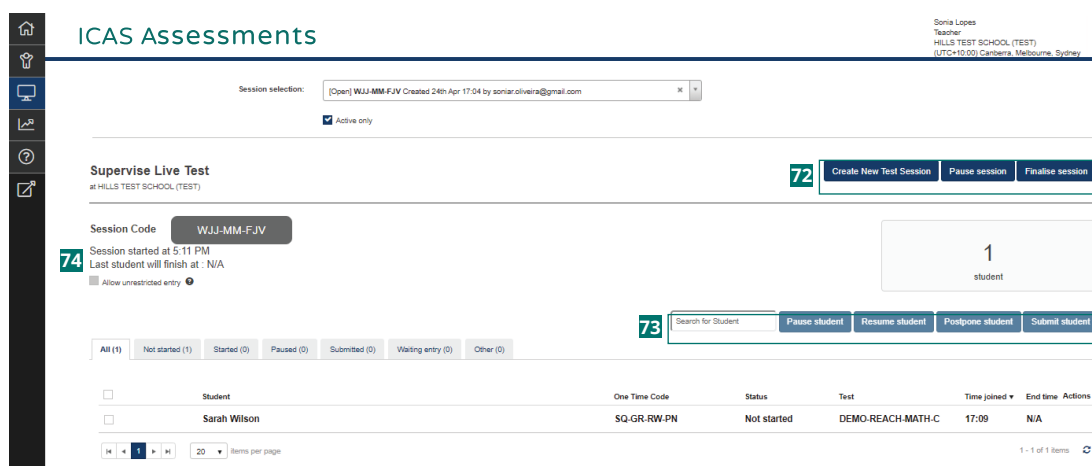 ICAS Assessments
Sonia Lopes
Teacher
HILLS TEST SCHOOL (TEST)
(UTC+10:00) Canberra, Melbourne, Sydney
Session selection:
[Open] WJJ-MM-FJV Created 24th Apr 17:04 by soniar.oliveira@gmail.com
Active only
Supervise Live Test
at HILLS TEST SCHOOL (TEST)
72
Create New Test Session Pause session Finalise session
Session Code WJJ-MM-FJV
74
Session started at 5:11 PM
Last student will finish at : N/A
Allow unrestricted entry ?
1
student
73
Search for Student Pause student Resume student Postpone student Submit student
All (1) Not started (1) Started (0) Paused (0) Submitted (0) Waiting entry (0) Other (0)
Student One Time Code Status Test Time joined End time Actions
Sarah Wilson SQ-GR-RW-PN Not started DEMO-REACH-MATH-C 17:09 N/A
1 20 items per page 1 - 1 of 1 items